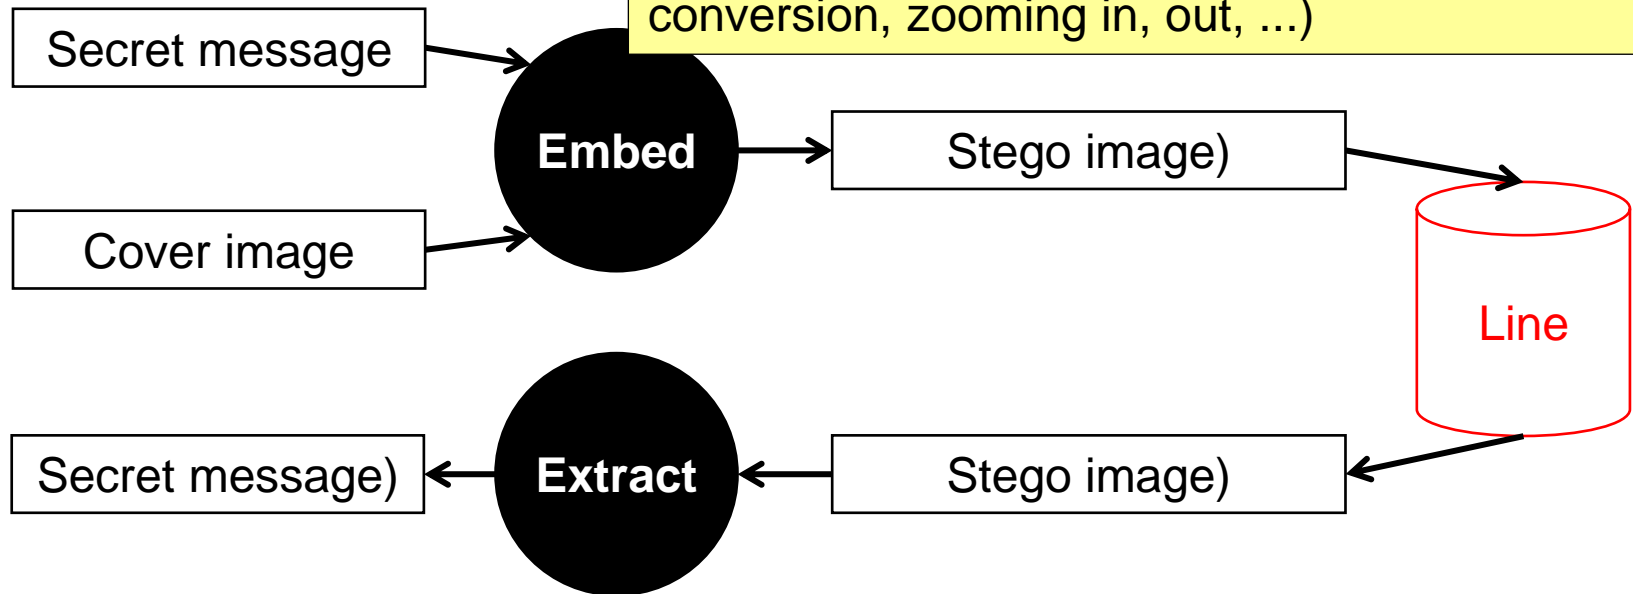 conversion, zooming in, out, ...)
Secret message
Embed
Stego image)
Cover image
Line
Secret message)
Extract
Stego image)